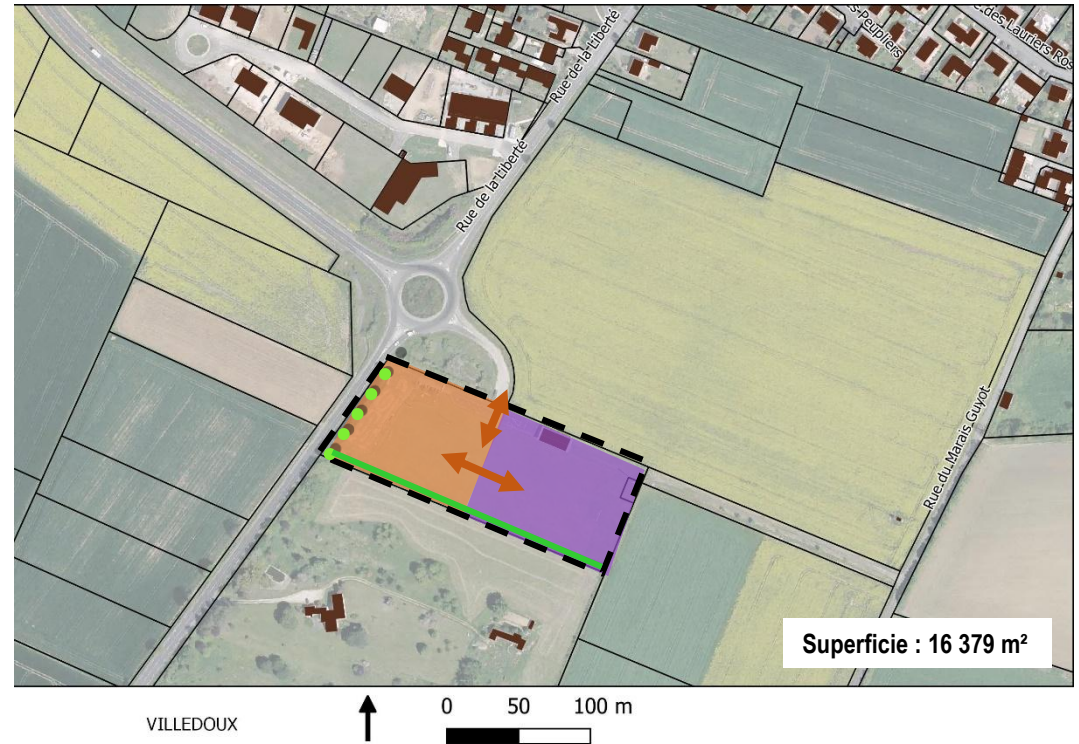 s Peupliers
des Lauriers Ros
Rue de la Liberté
Rue de la Liberté
Rue du Marais Guyot
Superficie : 16 379 m²
VILLEDOUX
0 50 100 m